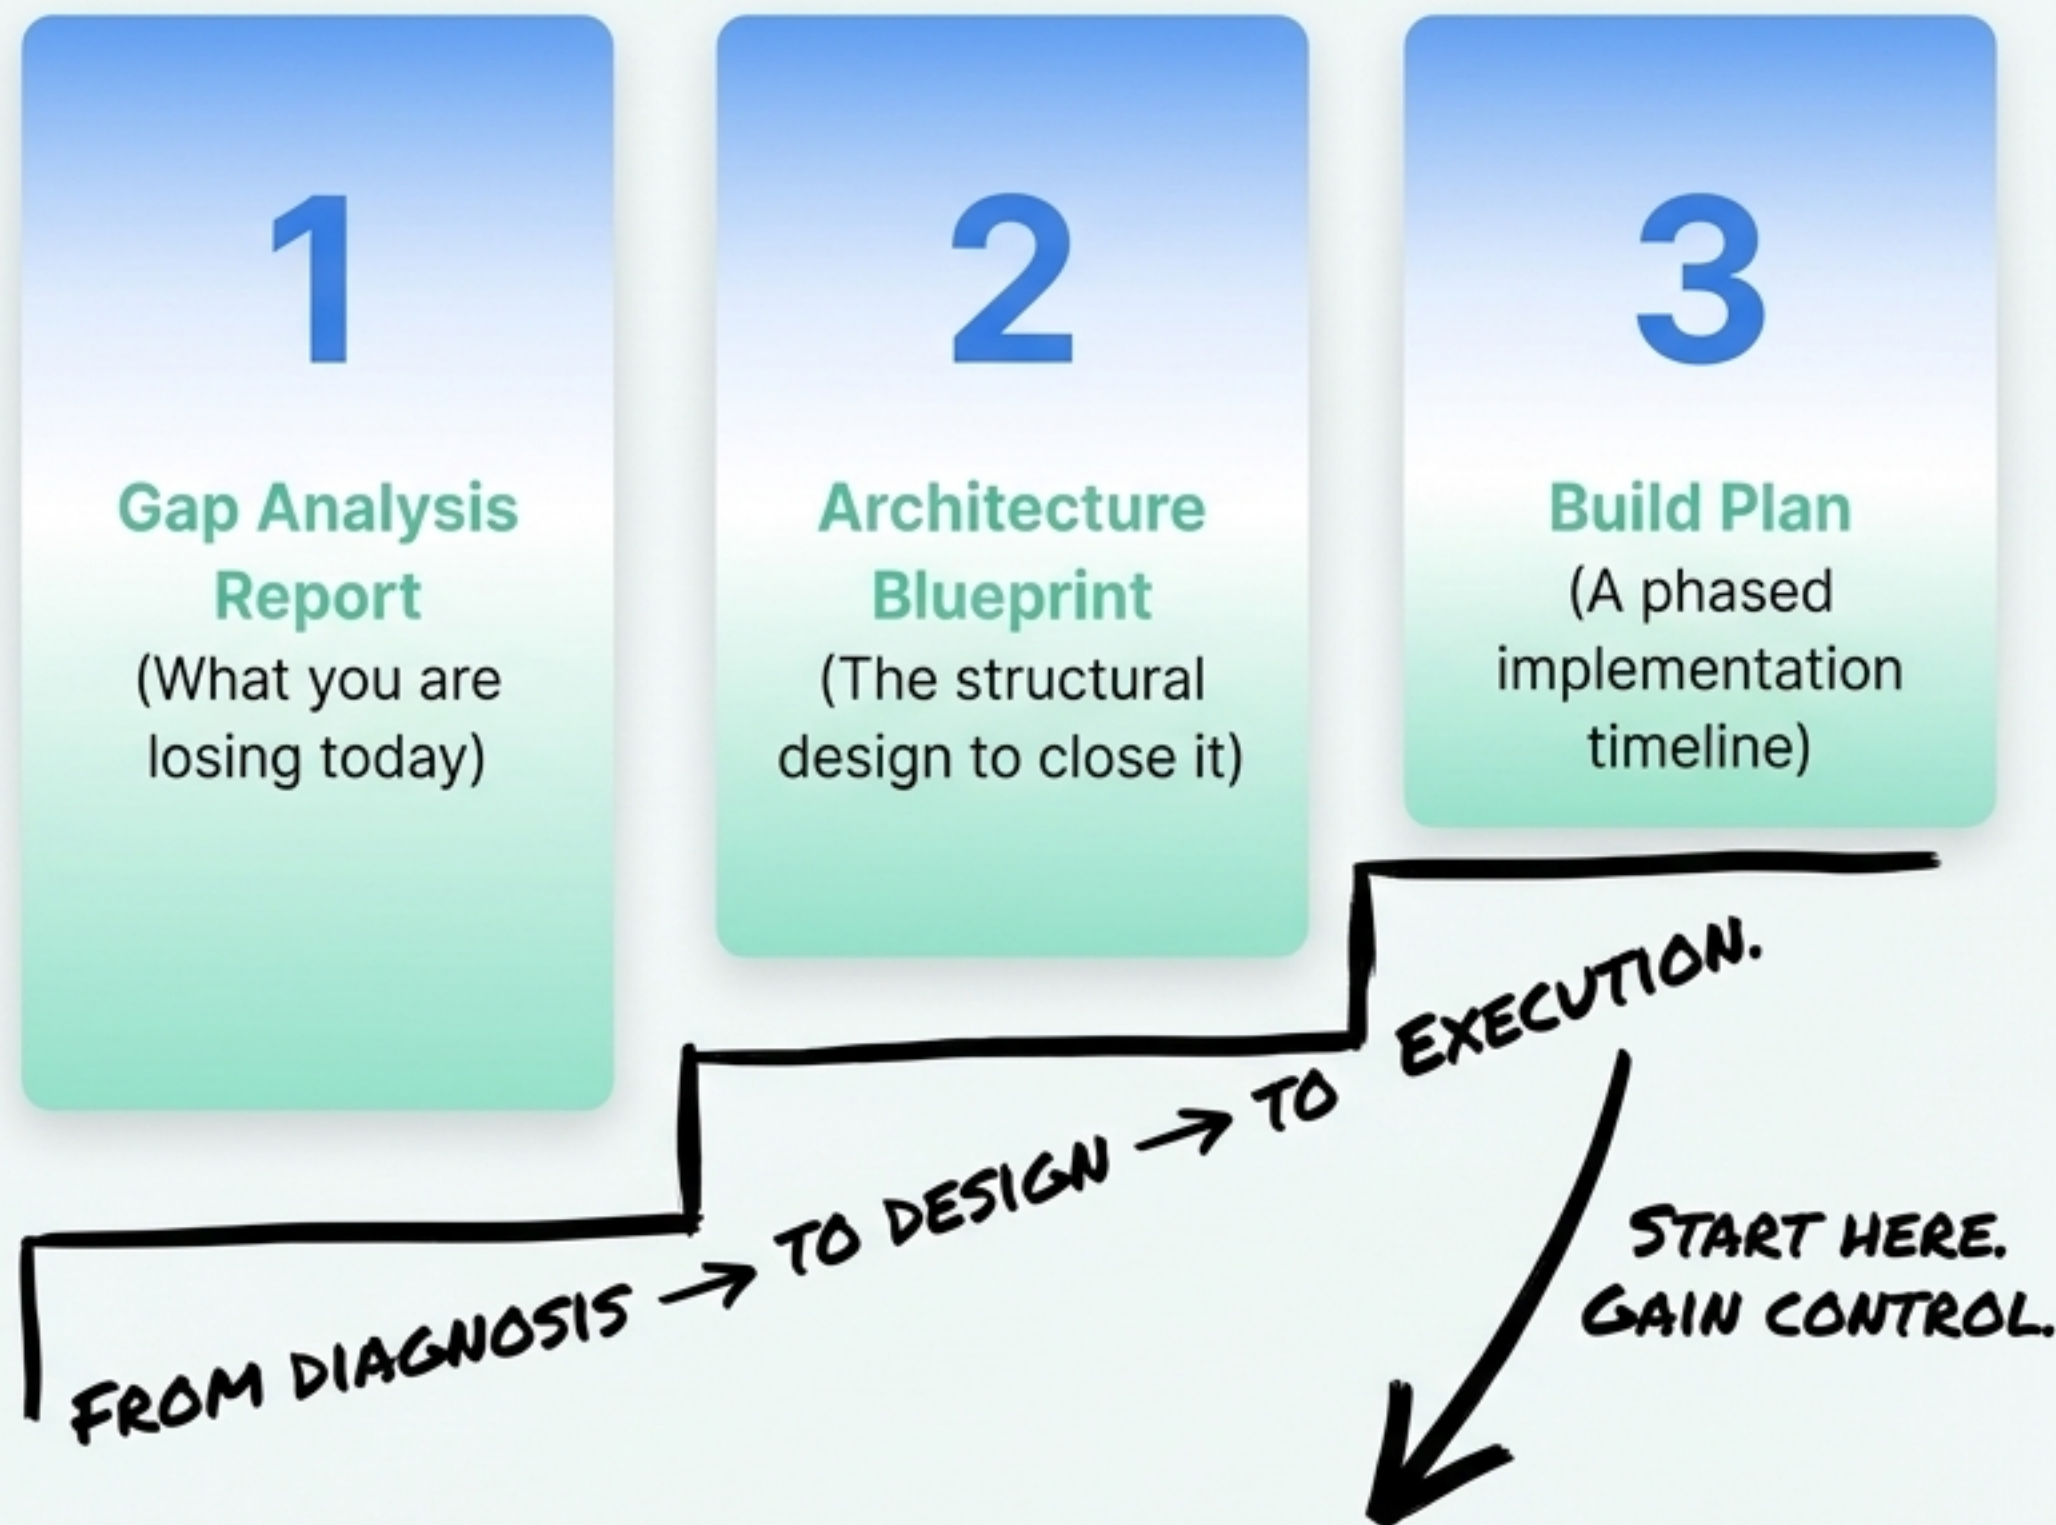 1
Gap Analysis
Report
(What you are
losing today)
2
Architecture
Blueprint
(The structural
design to close it)
3
Build Plan
(A phased
implementation
timeline)
FROM DIAGNOSIS → TO DESIGN → TO EXECUTION.
START HERE.
GAIN CONTROL.